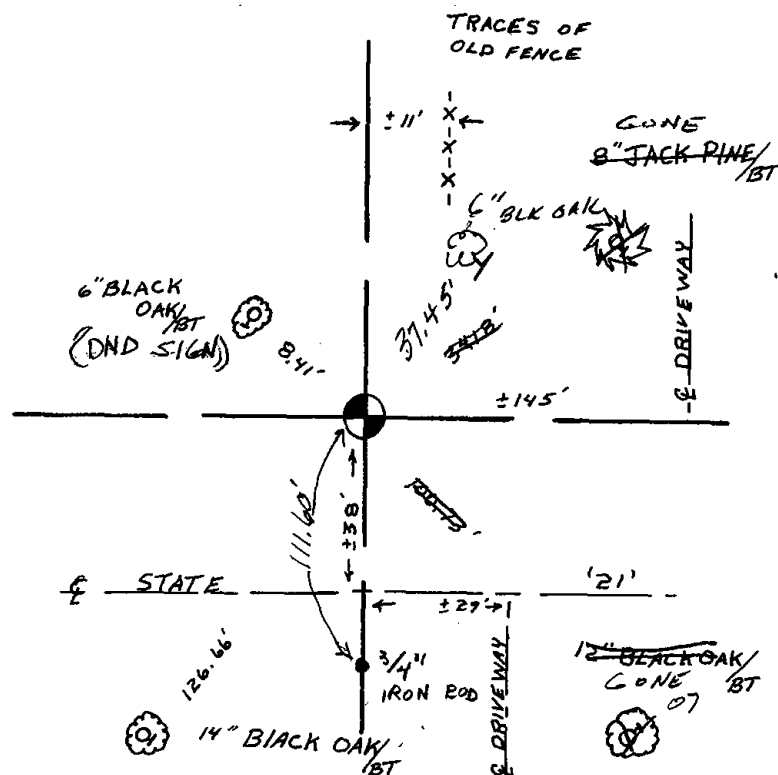 TRACES OF
OLD FENCE
±11'
GONE
8" JACK PINE/
BT
6" BLK OAK
6" BLACK
OAK/
BT
(DND SIGN)
8.41'
37.45'
34.18'
℄ DRIVEWAY
±145'
111.60'
±38'
℄ STATE '21'
±27'
126.66'
3/4"
IRON ROD
12" BLACK OAK/
BT
GONE
07
14" BLACK OAK/
BT
℄ DRIVEWAY